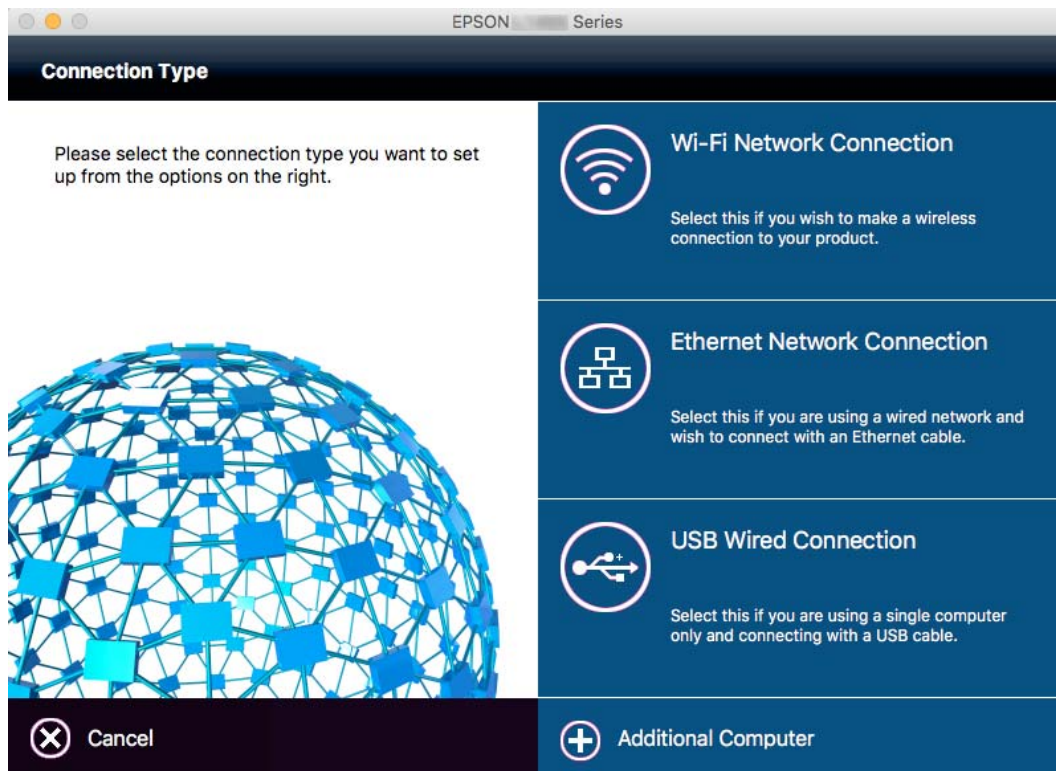 EPSON Series
Connection Type
Please select the connection type you want to set
up from the options on the right.
Wi-Fi Network Connection
Select this if you wish to make a wireless
connection to your product.
Ethernet Network Connection
Select this if you are using a wired network and
wish to connect with an Ethernet cable.
USB Wired Connection
Select this if you are using a single computer
only and connecting with a USB cable.
Cancel
Additional Computer